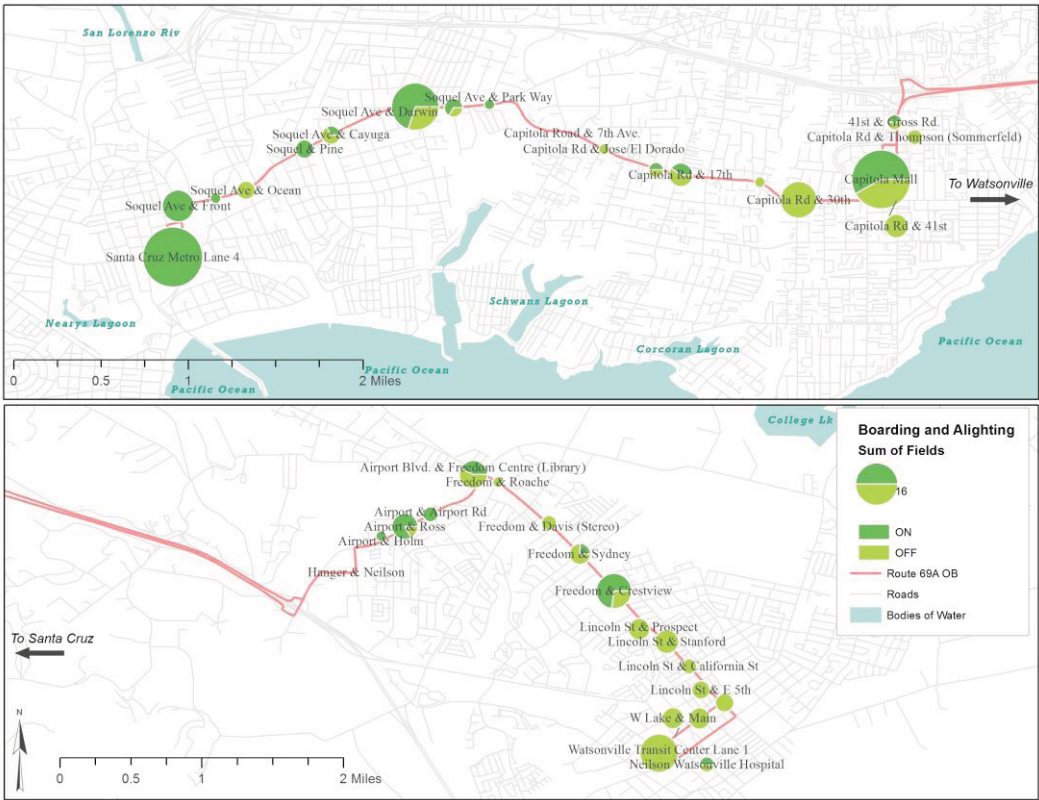 San Lorenzo Riv
Soquel Ave & Park Way
Soquel Ave & Darwin
Soquel Ave & Cayuga
Soquel & Pine
Capitola Road & 7th Ave.
Capitola Rd & Jose/El Dorado
41st & Gross Rd.
Capitola Rd & Thompson (Sommerfeld)
Capitola Rd & 17th
Capitola Mall
To Watsonville
Soquel Ave & Ocean
Soquel Ave & Front
Capitola Rd & 30th
Capitola Rd & 41st
Santa Cruz Metro Lane 4
Schwans Lagoon
Nearys Lagoon
Corcoran Lagoon
Pacific Ocean
Pacific Ocean
Pacific Ocean
0 0.5 1 2 Miles
College Lk
Boarding and Alighting
Sum of Fields
16
ON
OFF
Route 69A OB
Roads
Bodies of Water
Airport Blvd. & Freedom Centre (Library)
Freedom & Roache
Airport & Airport Rd
Airport & Ross
Freedom & Davis (Stereo)
Airport & Holm
Freedom & Sydney
Hanger & Neilson
Freedom & Crestview
Lincoln St & Prospect
Lincoln St & Stanford
To Santa Cruz
Lincoln St & California St
Lincoln St & E 5th
W Lake & Main
N
Watsonville Transit Center Lane 1
Neilson Watsonville Hospital
0 0.5 1 2 Miles